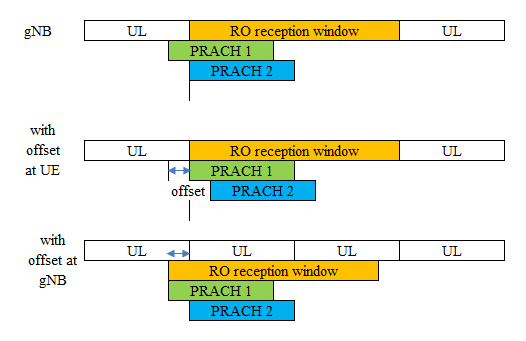 gNB
UL RO reception window UL
PRACH 1
PRACH 2
with
offset
at UE
UL RO reception window UL
PRACH 1
offset PRACH 2
with
offset at
gNB
UL UL UL UL
RO reception window
PRACH 1
PRACH 2